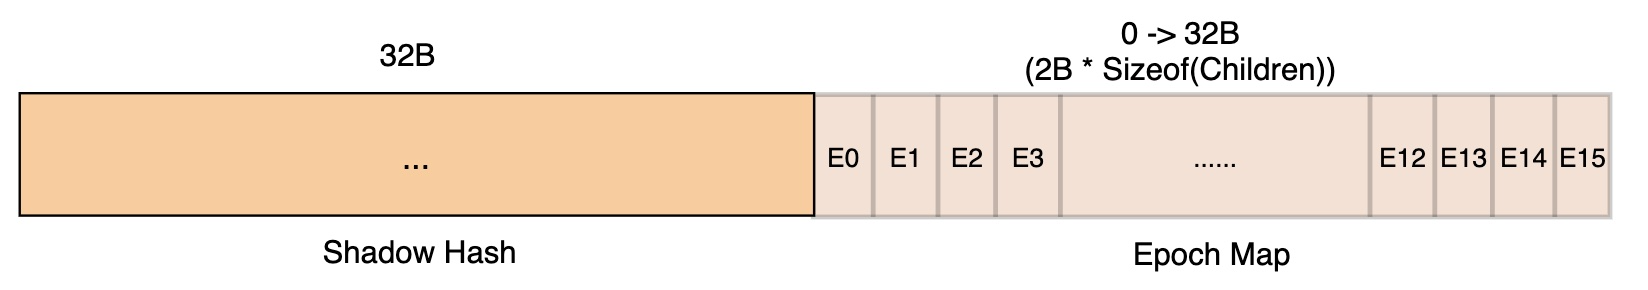 32B
0 -> 32B
(2B * Sizeof(Children))
...
E0 E1 E2 E3 ...... E12 E13 E14 E15
Shadow Hash
Epoch Map